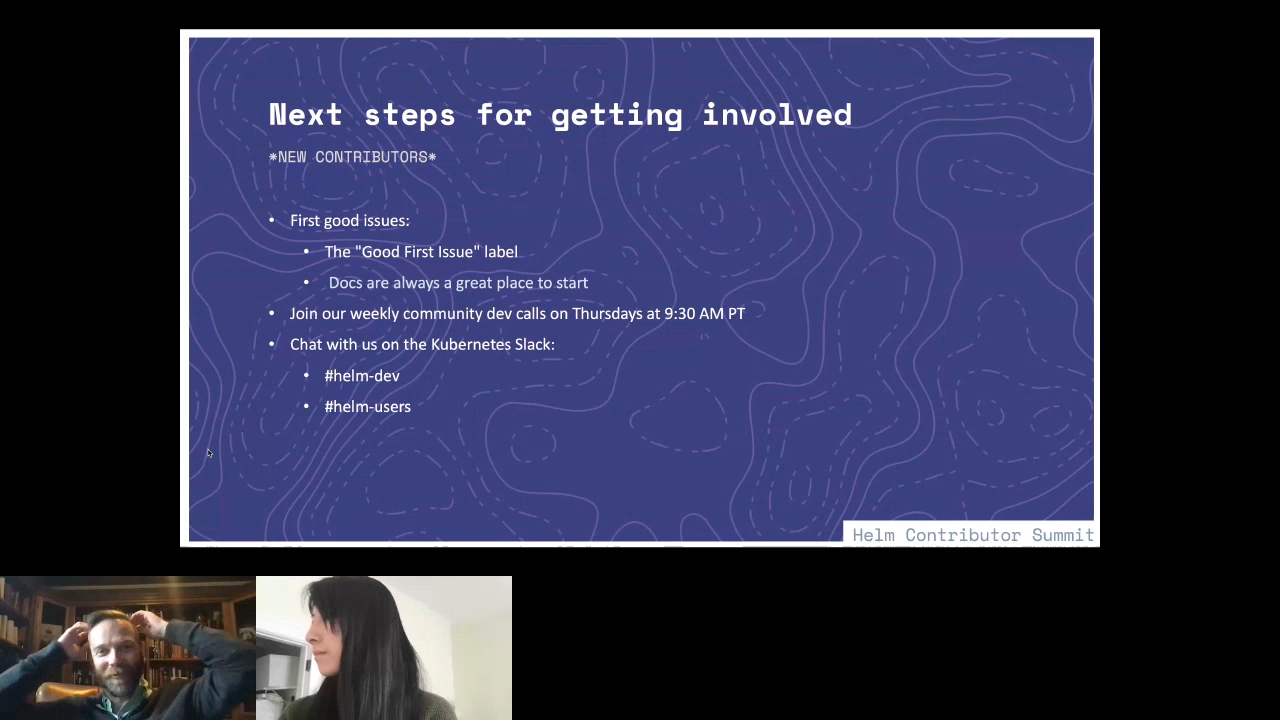 Next steps for getting involved
*NEW CONTRIBUTORS*
• First good issues:
• The "Good First Issue" label
• Docs are always a great place to start
• Join our weekly community dev calls on Thursdays at 9:30 AM PT
• Chat with us on the Kubernetes Slack:
• #helm-dev
• #helm-users
Helm Contributor Summit